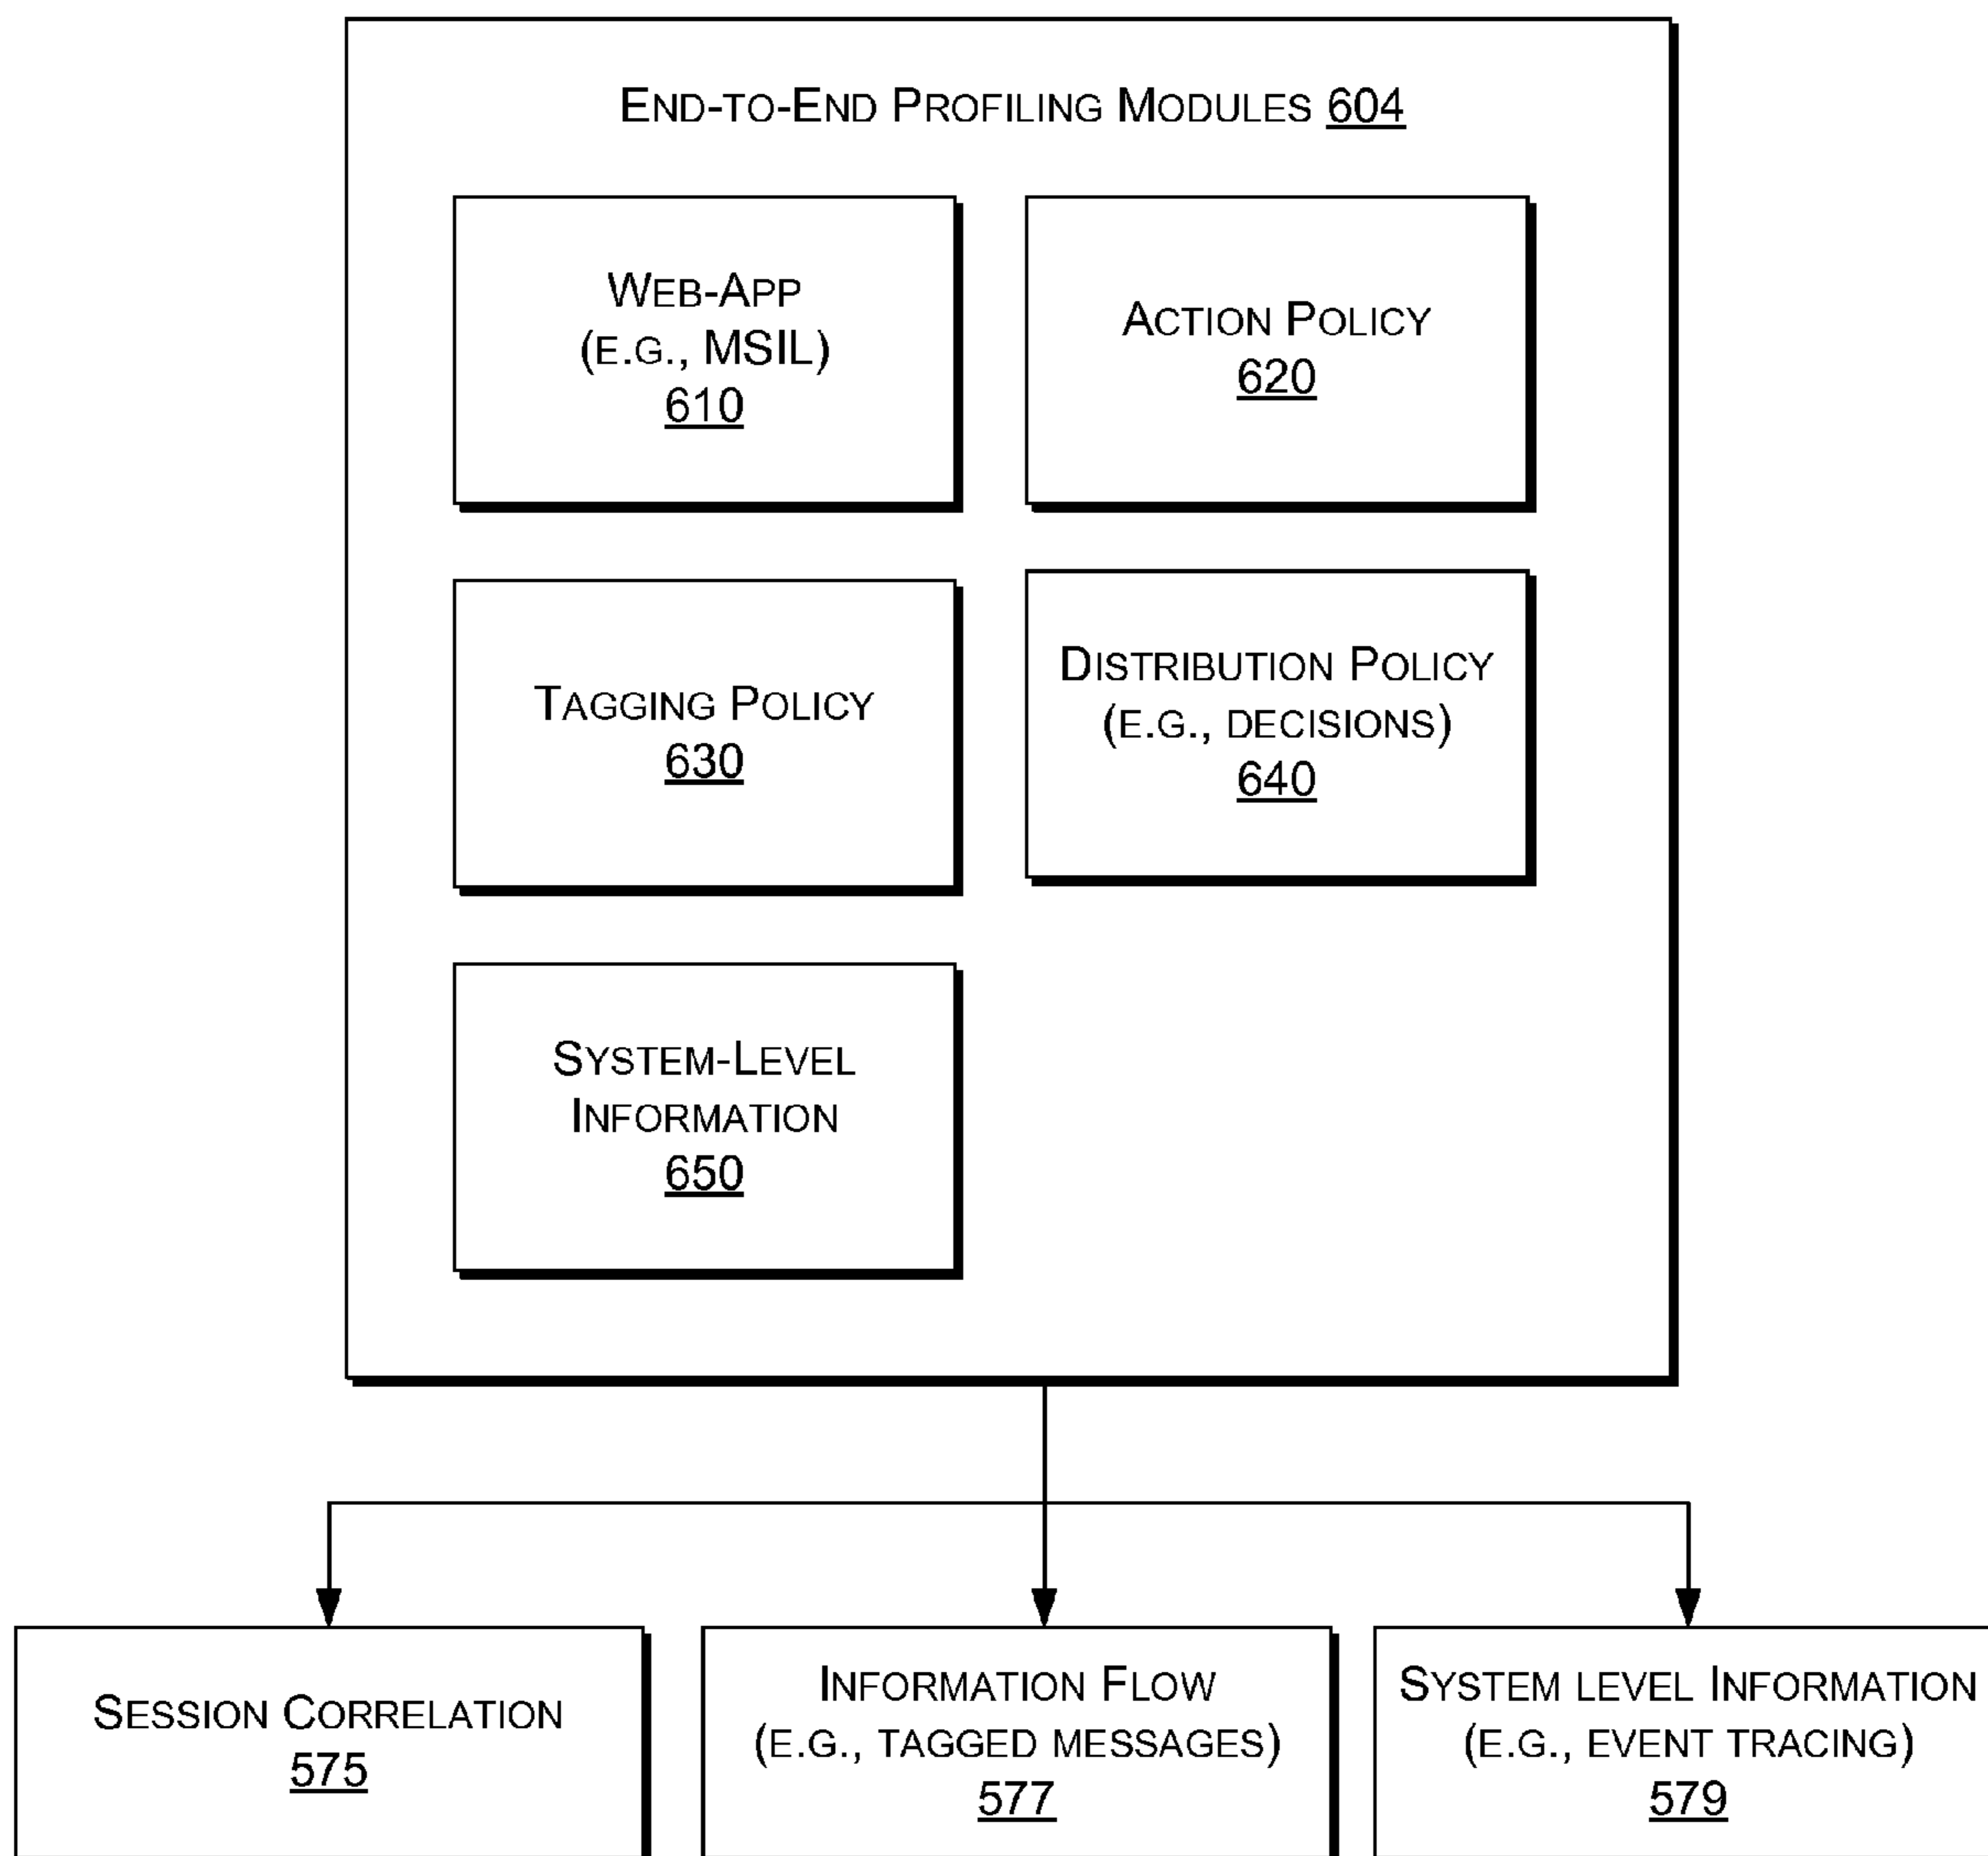 End-to-End Profiling Modules 604
Web-App
(e.g., MSIL)
610
Action Policy
620
Tagging Policy
630
Distribution Policy
(e.g., decisions)
640
System-Level
Information
650
Session Correlation
575
Information Flow
(e.g., tagged messages)
577
System level Information
(e.g., event tracing)
579